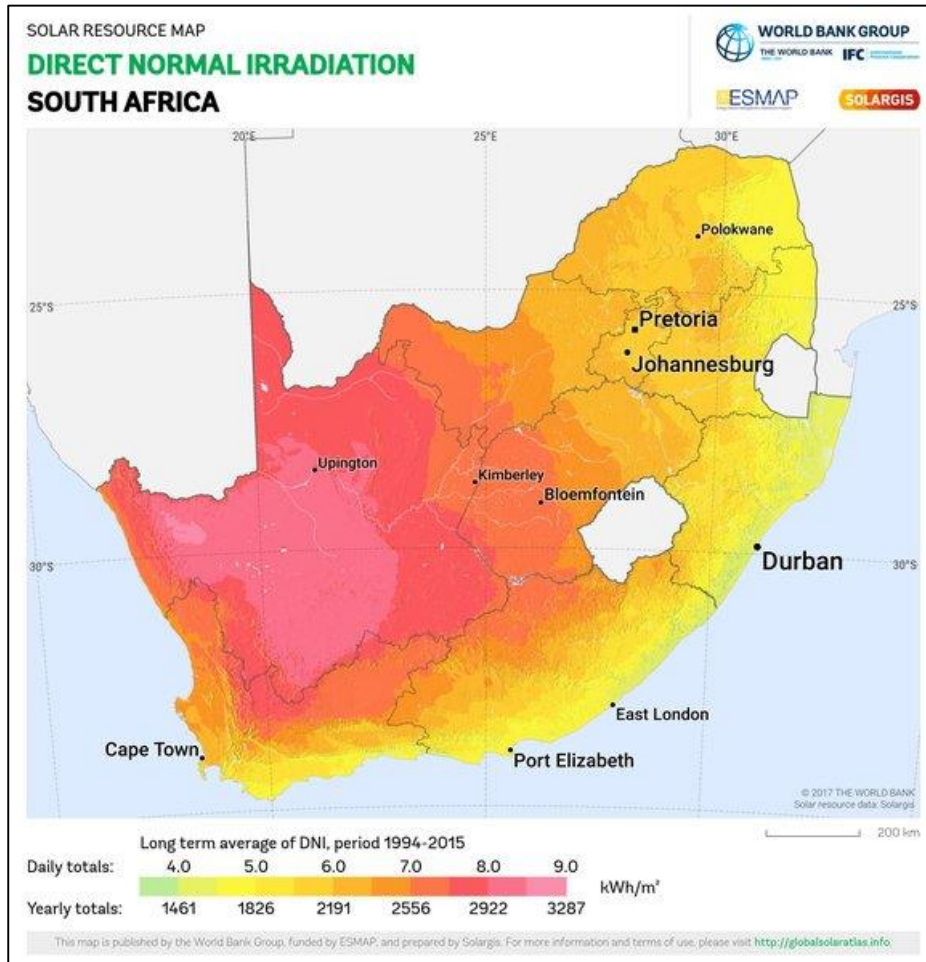 SOLAR RESOURCE MAP
DIRECT NORMAL IRRADIATION
SOUTH AFRICA
WORLD BANK GROUP
THE WORLD BANK IFC
ESMAP
SOLARGIS
20°E 25°E 30°E
Polokwane
25°S 25°S
Pretoria
Johannesburg
Upington
Kimberley
Bloemfontein
Durban
30°S 30°S
East London
Cape Town
Port Elizabeth
© 2017 THE WORLD BANK
Solar resource data: Solargis
200 km
Long term average of DNI, period 1994-2015
Daily totals: 4.0 5.0 6.0 7.0 8.0 9.0
kWh/m²
Yearly totals: 1461 1826 2191 2556 2922 3287
This map is published by the World Bank Group, funded by ESMAP, and prepared by Solargis. For more information and terms of use, please visit http://globalsolaratlas.info.